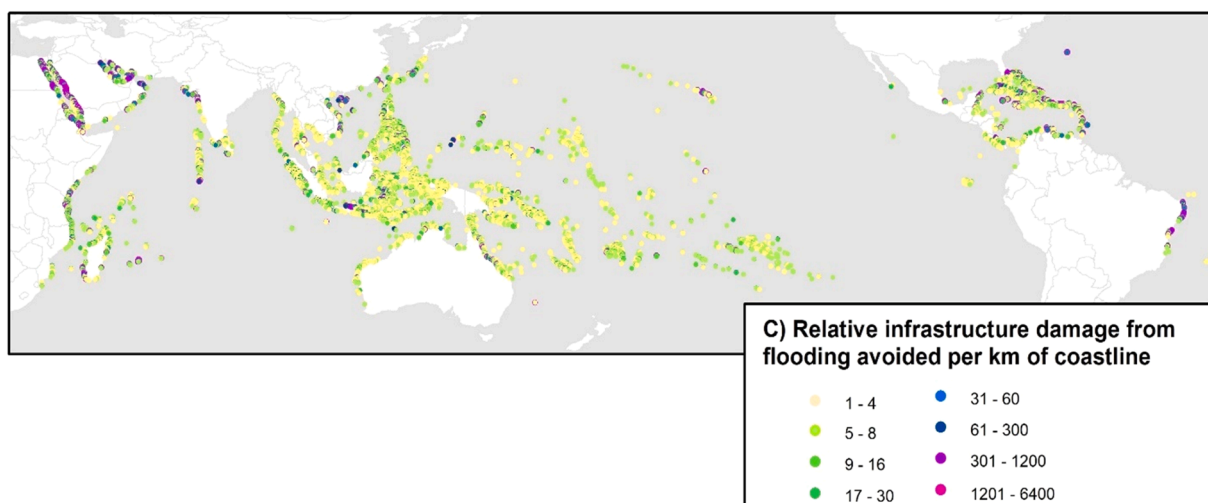 C) Relative infrastructure damage from
flooding avoided per km of coastline
1 - 4
5 - 8
9 - 16
17 - 30
31 - 60
61 - 300
301 - 1200
1201 - 6400